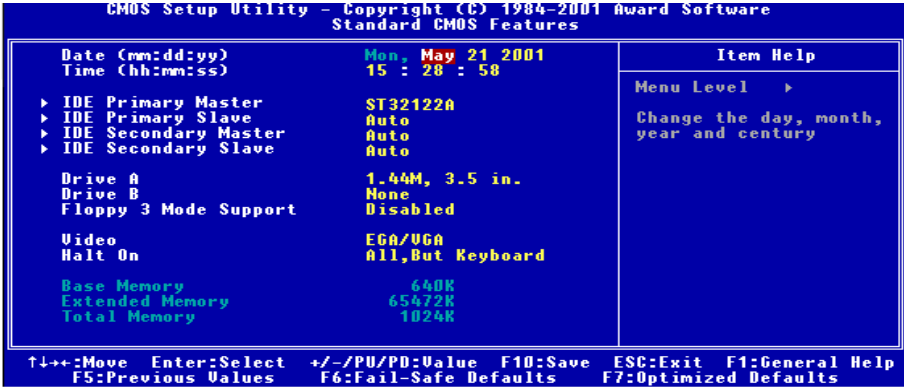 CMOS Setup Utility - Copyright (C) 1984-2001 Award Software
Standard CMOS Features
Date (mm:dd:yy) Mon, May 21 2001
Time (hh:mm:ss) 15 : 28 : 58
IDE Primary Master ST32122A
IDE Primary Slave Auto
IDE Secondary Master Auto
IDE Secondary Slave Auto
Drive A 1.44M, 3.5 in.
Drive B None
Floppy 3 Mode Support Disabled
Video EGA/VGA
Halt On All,But Keyboard
Base Memory 640K
Extended Memory 65472K
Total Memory 1024K
Item Help
Menu Level ▸
Change the day, month,
year and century
↑↓→←:Move Enter:Select +/-/PU/PD:Value F10:Save ESC:Exit F1:General Help
F5:Previous Values F6:Fail-Safe Defaults F7:Optimized Defaults